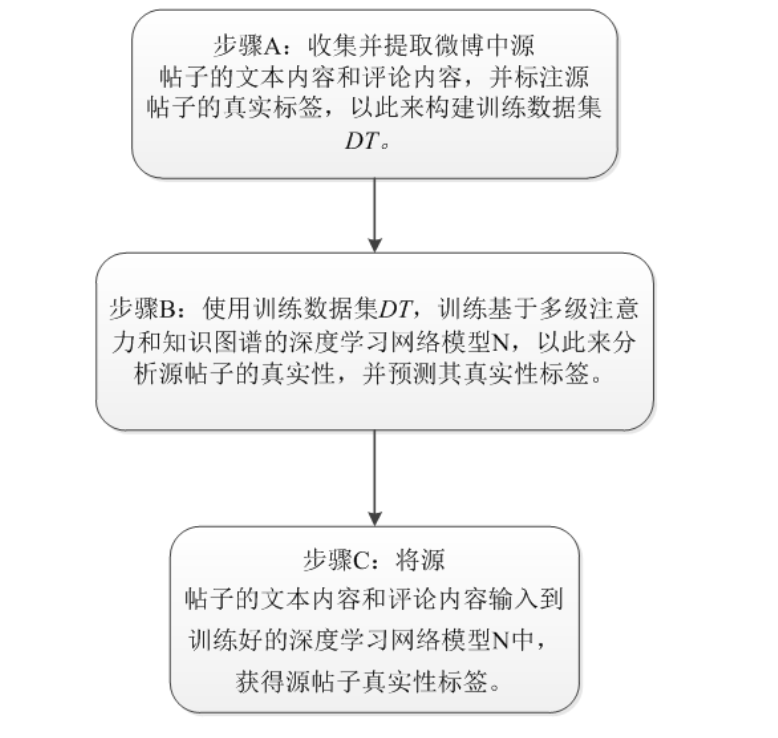 步骤A：收集并提取微博中源
帖子的文本内容和评论内容，并标注源
帖子的真实标签，以此来构建训练数据集
DT。
步骤B：使用训练数据集DT，训练基于多级注意
力和知识图谱的深度学习网络模型N，以此来分
析源帖子的真实性，并预测其真实性标签。
步骤C：将源
帖子的文本内容和评论内容输入到
训练好的深度学习网络模型N中，
获得源帖子真实性标签。